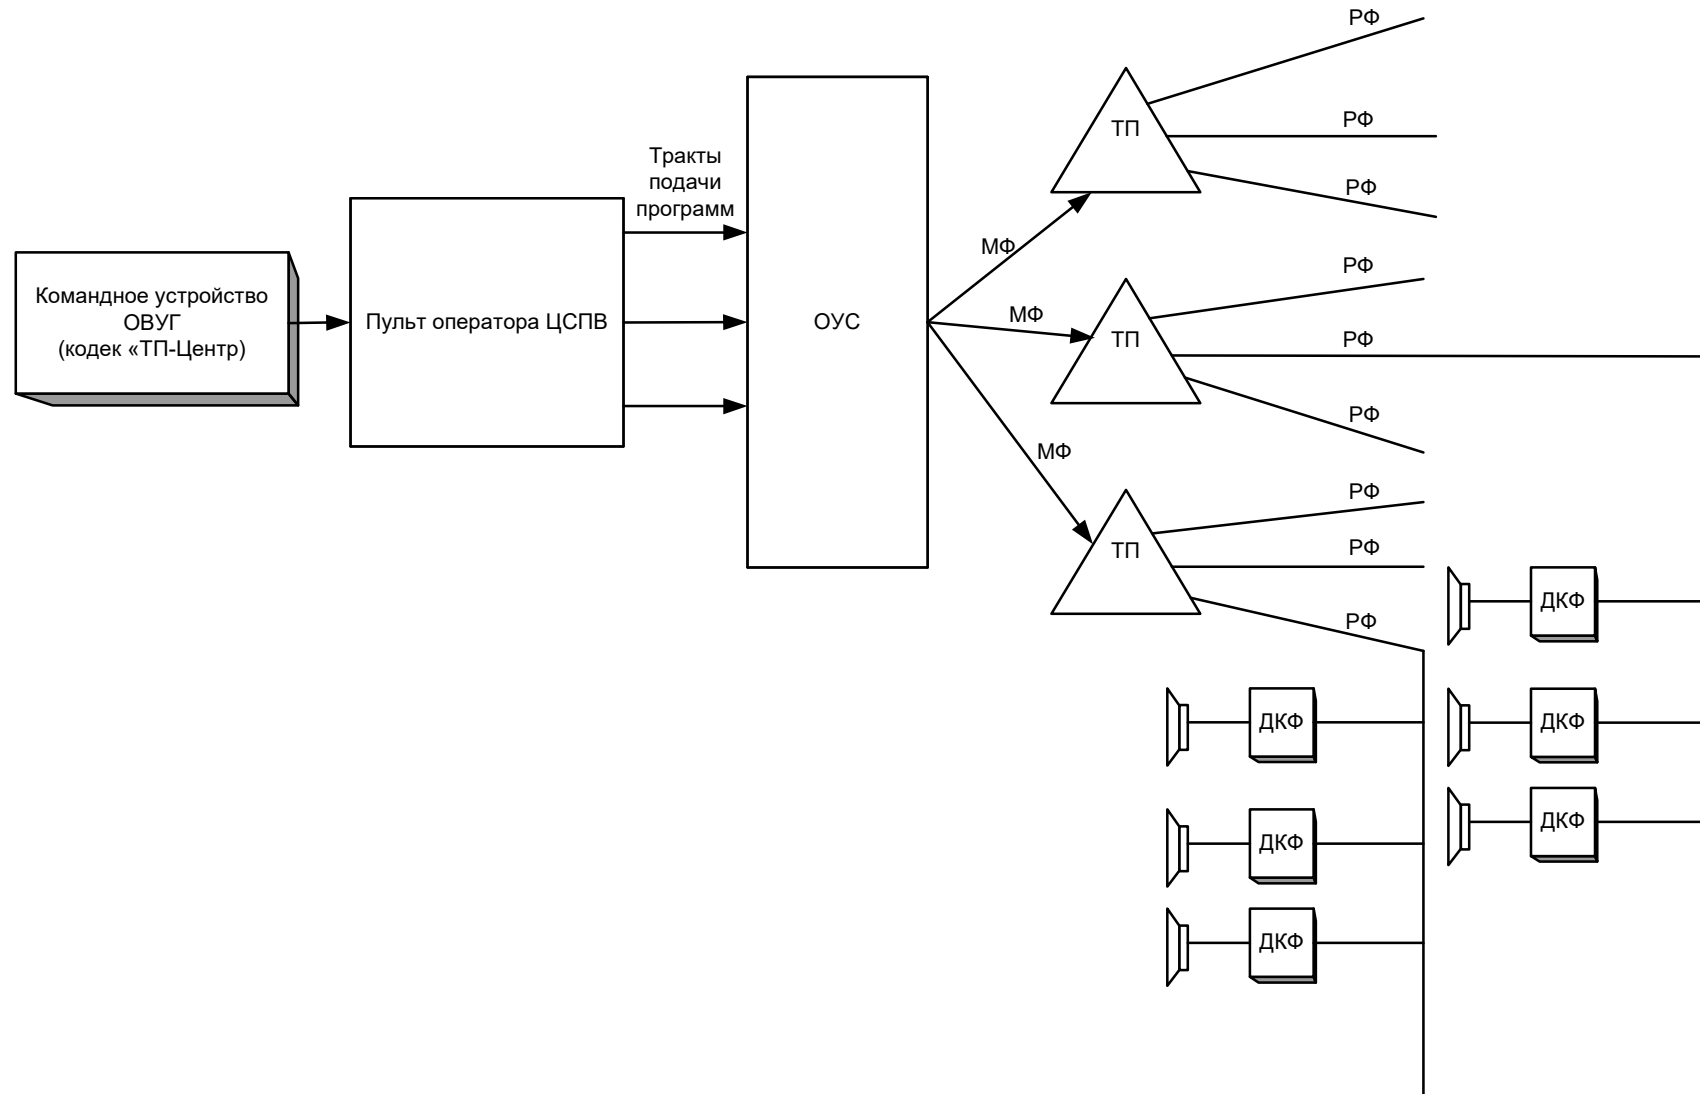 Командное устройство
ОВУГ
(кодек «ТП-Центр)
Пульт оператора ЦСПВ
Тракты
подачи
программ
ОУС
МФ
МФ
МФ
ТП
РФ
РФ
РФ
ТП
РФ
РФ
РФ
ТП
РФ
РФ
РФ
ДКФ
ДКФ
ДКФ
ДКФ
ДКФ
ДКФ